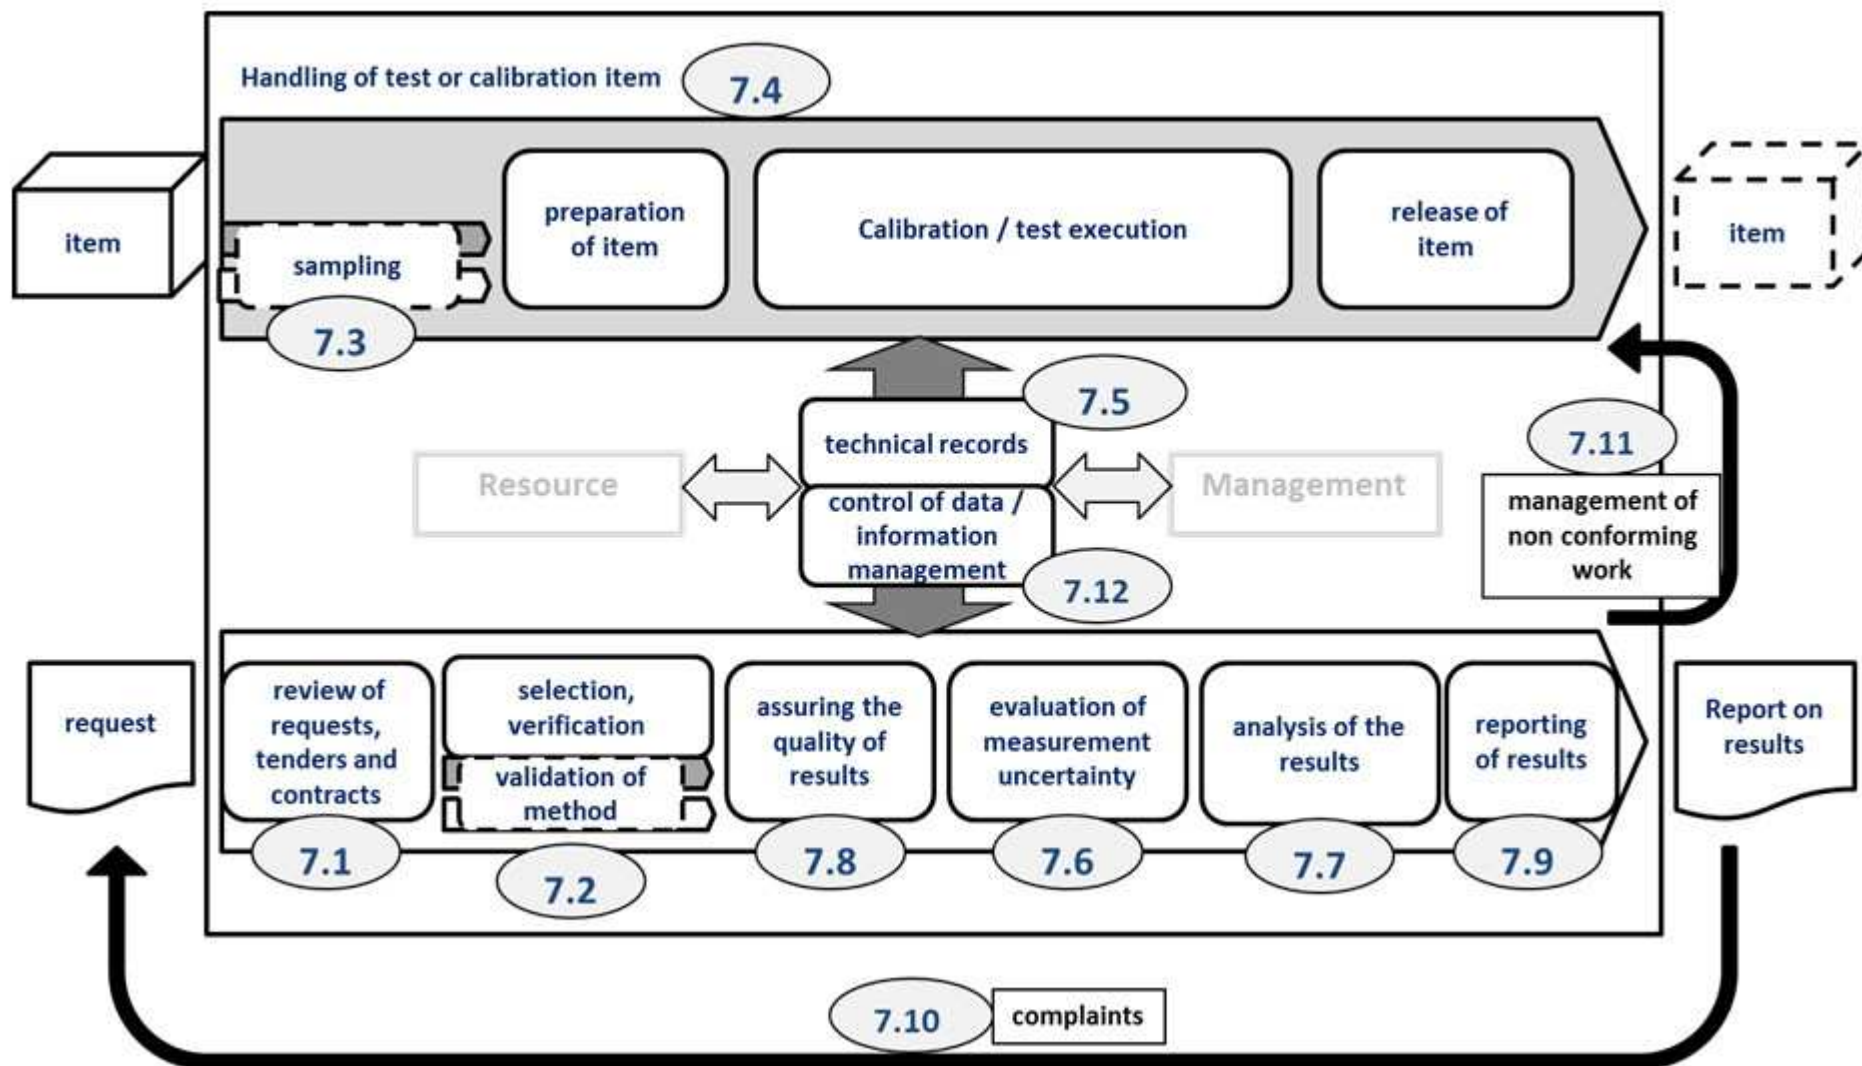 Handling of test or calibration item
7.4
item
sampling
7.3
preparation
of item
Calibration / test execution
release of
item
item
7.5
technical records
Resource
Management
control of data /
information
management
7.12
7.11
management of
non conforming
work
request
review of
requests,
tenders and
contracts
7.1
selection,
verification
validation of
method
7.2
assuring the
quality of
results
7.8
evaluation of
measurement
uncertainty
7.6
analysis of the
results
7.7
reporting
of results
7.9
Report on
results
7.10
complaints